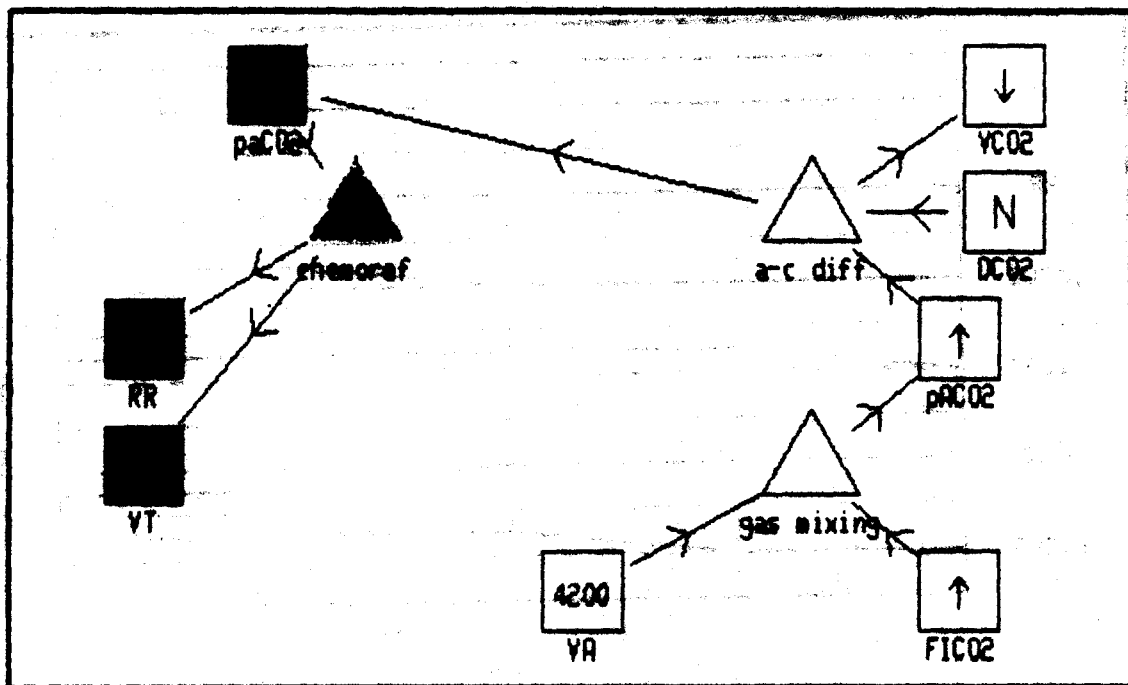 ↓
paCO2
VCO2
N
chemoref
a-c diff
DCO2
↑
RR
pACO2
VT
gas mixing
4200
↑
VA
FICO2